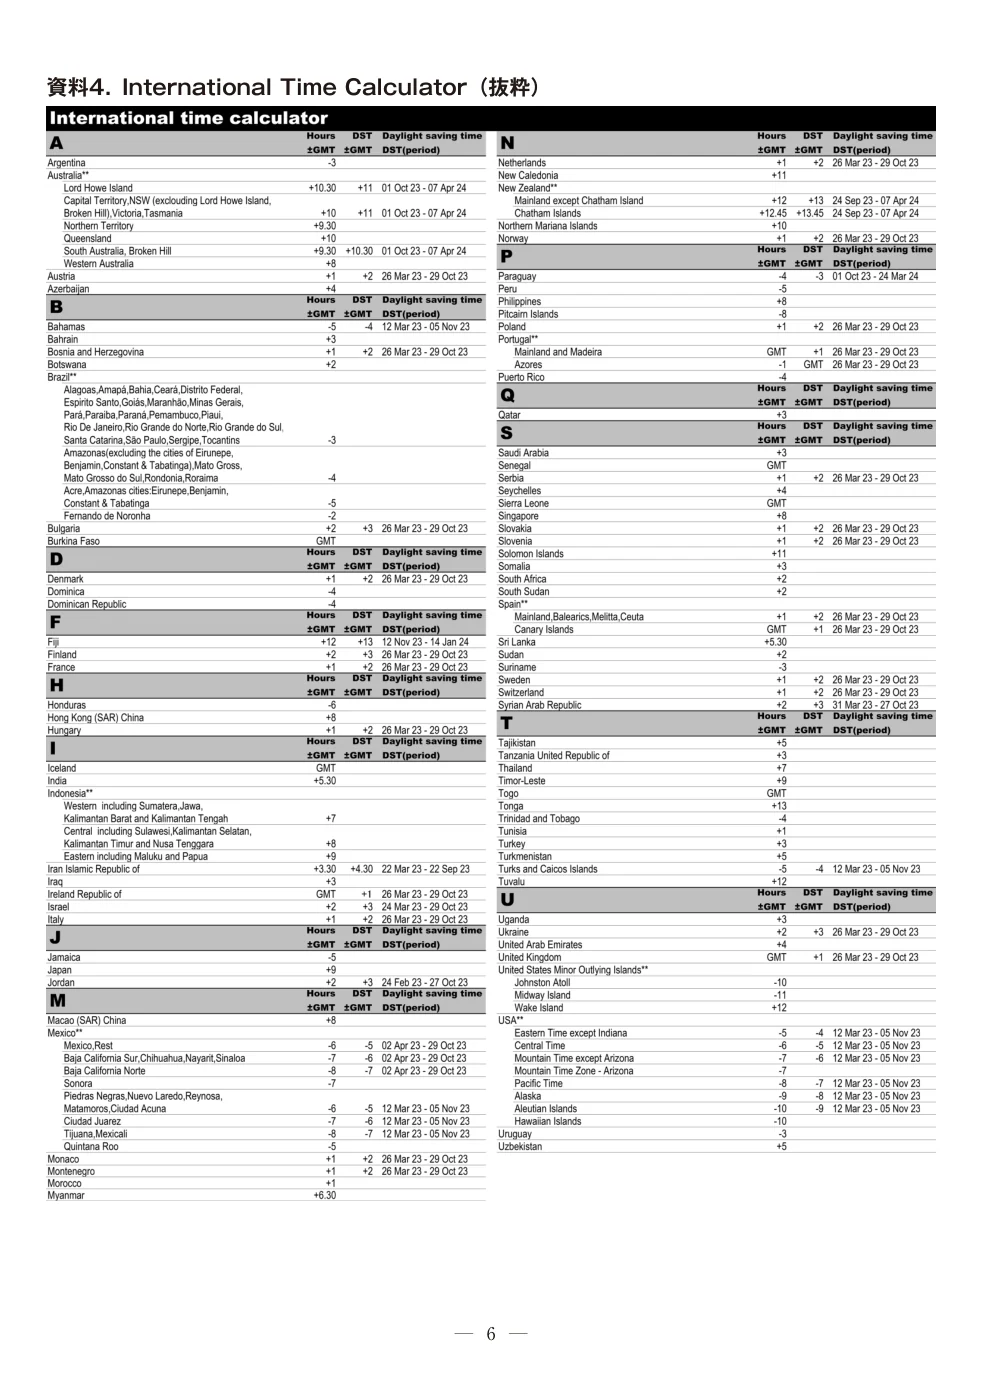 資料4. International Time Calculator（抜粋）
International time calculator
A Hours ±GMT DST ±GMT Daylight saving time DST(period)
Argentina -3
Australia**
Lord Howe Island +10.30 +11 01 Oct 23 - 07 Apr 24
Capital Territory,NSW (exclouding Lord Howe Island,
Broken Hill),Victoria,Tasmania +10 +11 01 Oct 23 - 07 Apr 24
Northern Territory +9.30
Queensland +10
South Australia, Broken Hill +9.30 +10.30 01 Oct 23 - 07 Apr 24
Western Australia +8
Austria +1 +2 26 Mar 23 - 29 Oct 23
Azerbaijan +4
B Hours ±GMT DST ±GMT Daylight saving time DST(period)
Bahamas -5 -4 12 Mar 23 - 05 Nov 23
Bahrain +3
Bosnia and Herzegovina +1 +2 26 Mar 23 - 29 Oct 23
Botswana +2
Brazil**
Alagoas,Amapá,Bahia,Ceará,Distrito Federal,
Espirito Santo,Goiás,Maranhão,Minas Gerais,
Pará,Paraiba,Paraná,Pernambuco,Piaui,
Rio De Janeiro,Rio Grande do Norte,Rio Grande do Sul,
Santa Catarina,São Paulo,Sergipe,Tocantins -3
Amazonas(excluding the cities of Eirunepe,
Benjamin,Constant & Tabatinga),Mato Gross,
Mato Grosso do Sul,Rondonia,Roraima -4
Acre,Amazonas cities:Eirunepe,Benjamin,
Constant & Tabatinga -5
Fernando de Noronha -2
Bulgaria +2 +3 26 Mar 23 - 29 Oct 23
Burkina Faso GMT
D Hours ±GMT DST ±GMT Daylight saving time DST(period)
Denmark +1 +2 26 Mar 23 - 29 Oct 23
Dominica -4
Dominican Republic -4
F Hours ±GMT DST ±GMT Daylight saving time DST(period)
Fiji +12 +13 12 Nov 23 - 14 Jan 24
Finland +2 +3 26 Mar 23 - 29 Oct 23
France +1 +2 26 Mar 23 - 29 Oct 23
H Hours ±GMT DST ±GMT Daylight saving time DST(period)
Honduras -6
Hong Kong (SAR) China +8
Hungary +1 +2 26 Mar 23 - 29 Oct 23
I Hours ±GMT DST ±GMT Daylight saving time DST(period)
Iceland GMT
India +5.30
Indonesia**
Western including Sumatera,Jawa,
Kalimantan Barat and Kalimantan Tengah +7
Central including Sulawesi,Kalimantan Selatan,
Kalimantan Timur and Nusa Tenggara +8
Eastern including Maluku and Papua +9
Iran Islamic Republic of +3.30 +4.30 22 Mar 23 - 22 Sep 23
Iraq +3
Ireland Republic of GMT +1 26 Mar 23 - 29 Oct 23
Israel +2 +3 24 Mar 23 - 29 Oct 23
Italy +1 +2 26 Mar 23 - 29 Oct 23
J Hours ±GMT DST ±GMT Daylight saving time DST(period)
Jamaica -5
Japan +9
Jordan +2 +3 24 Feb 23 - 27 Oct 23
M Hours ±GMT DST ±GMT Daylight saving time DST(period)
Macao (SAR) China +8
Mexico**
Mexico,Rest -6 -5 02 Apr 23 - 29 Oct 23
Baja California Sur,Chihuahua,Nayarit,Sinaloa -7 -6 02 Apr 23 - 29 Oct 23
Baja California Norte -8 -7 02 Apr 23 - 29 Oct 23
Sonora -7
Piedras Negras,Nuevo Laredo,Reynosa,
Matamoros,Ciudad Acuna -6 -5 12 Mar 23 - 05 Nov 23
Ciudad Juarez -7 -6 12 Mar 23 - 05 Nov 23
Tijuana,Mexicali -8 -7 12 Mar 23 - 05 Nov 23
Quintana Roo -5
Monaco +1 +2 26 Mar 23 - 29 Oct 23
Montenegro +1 +2 26 Mar 23 - 29 Oct 23
Morocco +1
Myanmar +6.30
N Hours ±GMT DST ±GMT Daylight saving time DST(period)
Netherlands +1 +2 26 Mar 23 - 29 Oct 23
New Caledonia +11
New Zealand**
Mainland except Chatham Island +12 +13 24 Sep 23 - 07 Apr 24
Chatham Islands +12.45 +13.45 24 Sep 23 - 07 Apr 24
Northern Mariana Islands +10
Norway +1 +2 26 Mar 23 - 29 Oct 23
P Hours ±GMT DST ±GMT Daylight saving time DST(period)
Paraguay -4 -3 01 Oct 23 - 24 Mar 24
Peru -5
Philippines +8
Pitcairn Islands -8
Poland +1 +2 26 Mar 23 - 29 Oct 23
Portugal**
Mainland and Madeira GMT +1 26 Mar 23 - 29 Oct 23
Azores -1 GMT 26 Mar 23 - 29 Oct 23
Puerto Rico -4
Q Hours ±GMT DST ±GMT Daylight saving time DST(period)
Qatar +3
S Hours ±GMT DST ±GMT Daylight saving time DST(period)
Saudi Arabia +3
Senegal GMT
Serbia +1 +2 26 Mar 23 - 29 Oct 23
Seychelles +4
Sierra Leone GMT
Singapore +8
Slovakia +1 +2 26 Mar 23 - 29 Oct 23
Slovenia +1 +2 26 Mar 23 - 29 Oct 23
Solomon Islands +11
Somalia +3
South Africa +2
South Sudan +2
Spain**
Mainland,Balearics,Melitta,Ceuta +1 +2 26 Mar 23 - 29 Oct 23
Canary Islands GMT +1 26 Mar 23 - 29 Oct 23
Sri Lanka +5.30
Sudan +2
Suriname -3
Sweden +1 +2 26 Mar 23 - 29 Oct 23
Switzerland +1 +2 26 Mar 23 - 29 Oct 23
Syrian Arab Republic +2 +3 31 Mar 23 - 27 Oct 23
T Hours ±GMT DST ±GMT Daylight saving time DST(period)
Tajikistan +5
Tanzania United Republic of +3
Thailand +7
Timor-Leste +9
Togo GMT
Tonga +13
Trinidad and Tobago -4
Tunisia +1
Turkey +3
Turkmenistan +5
Turks and Caicos Islands -5 -4 12 Mar 23 - 05 Nov 23
Tuvalu +12
U Hours ±GMT DST ±GMT Daylight saving time DST(period)
Uganda +3
Ukraine +2 +3 26 Mar 23 - 29 Oct 23
United Arab Emirates +4
United Kingdom GMT +1 26 Mar 23 - 29 Oct 23
United States Minor Outlying Islands**
Johnston Atoll -10
Midway Island -11
Wake Island +12
USA**
Eastern Time except Indiana -5 -4 12 Mar 23 - 05 Nov 23
Central Time -6 -5 12 Mar 23 - 05 Nov 23
Mountain Time except Arizona -7 -6 12 Mar 23 - 05 Nov 23
Mountain Time Zone - Arizona -7
Pacific Time -8 -7 12 Mar 23 - 05 Nov 23
Alaska -9 -8 12 Mar 23 - 05 Nov 23
Aleutian Islands -10 -9 12 Mar 23 - 05 Nov 23
Hawaiian Islands -10
Uruguay -3
Uzbekistan +5
— 6 —